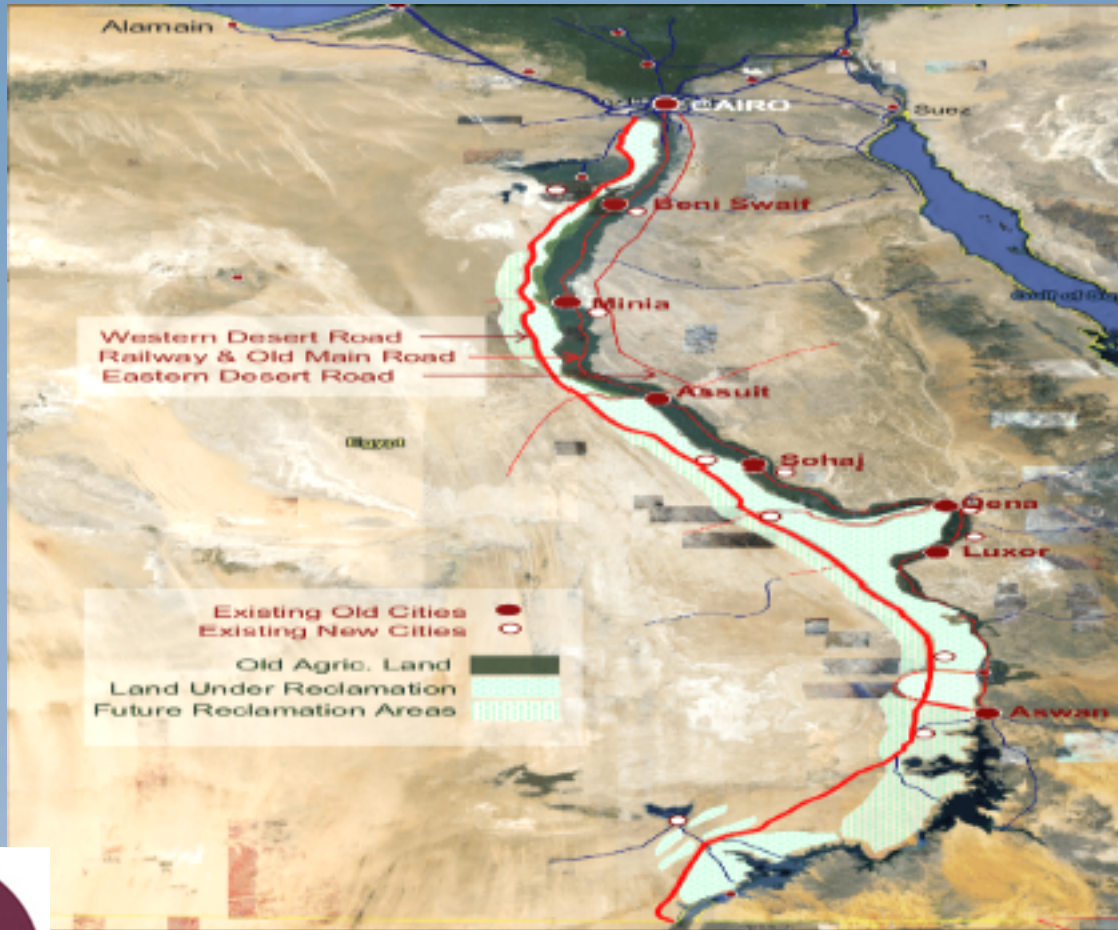 Alamain
CAIRO
Suez
Beni Swaif
Minia
Western Desert Road
Railway & Old Main Road
Eastern Desert Road
Assuit
Egypt
Sohaj
Qena
Luxor
Existing Old Cities
Existing New Cities
Old Agric. Land
Land Under Reclamation
Future Reclamation Areas
Aswan